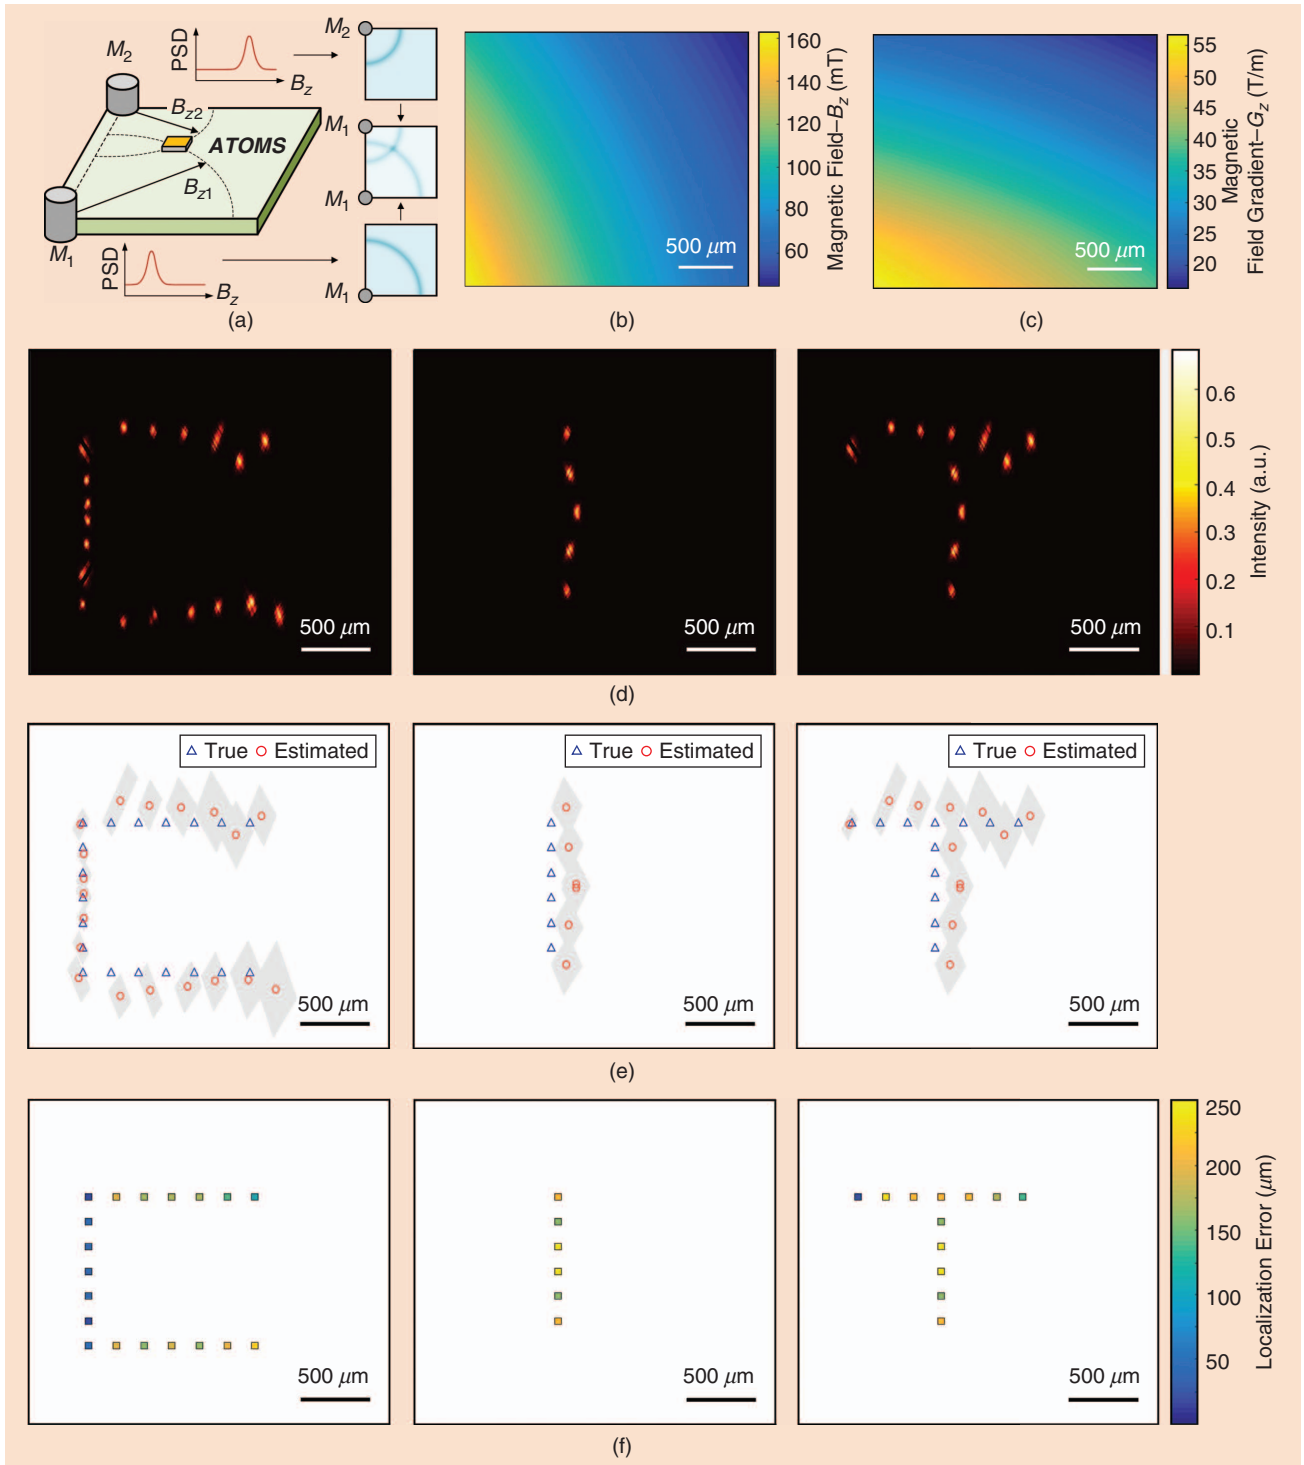 M2
PSD
Bz
M2
Bz2
ATOMS
Bz1
M1
M1
M1
PSD
Bz
M1
(a)
500 μm
160
140
120
100
80
60
Magnetic Field–Bz (mT)
(b)
500 μm
55
50
45
40
35
30
25
20
Magnetic
Field Gradient–Gz (T/m)
(c)
500 μm
500 μm
500 μm
0.6
0.5
0.4
0.3
0.2
0.1
Intensity (a.u.)
(d)
True Estimated
500 μm
True Estimated
500 μm
True Estimated
500 μm
(e)
500 μm
500 μm
500 μm
250
200
150
100
50
Localization Error (μm)
(f)